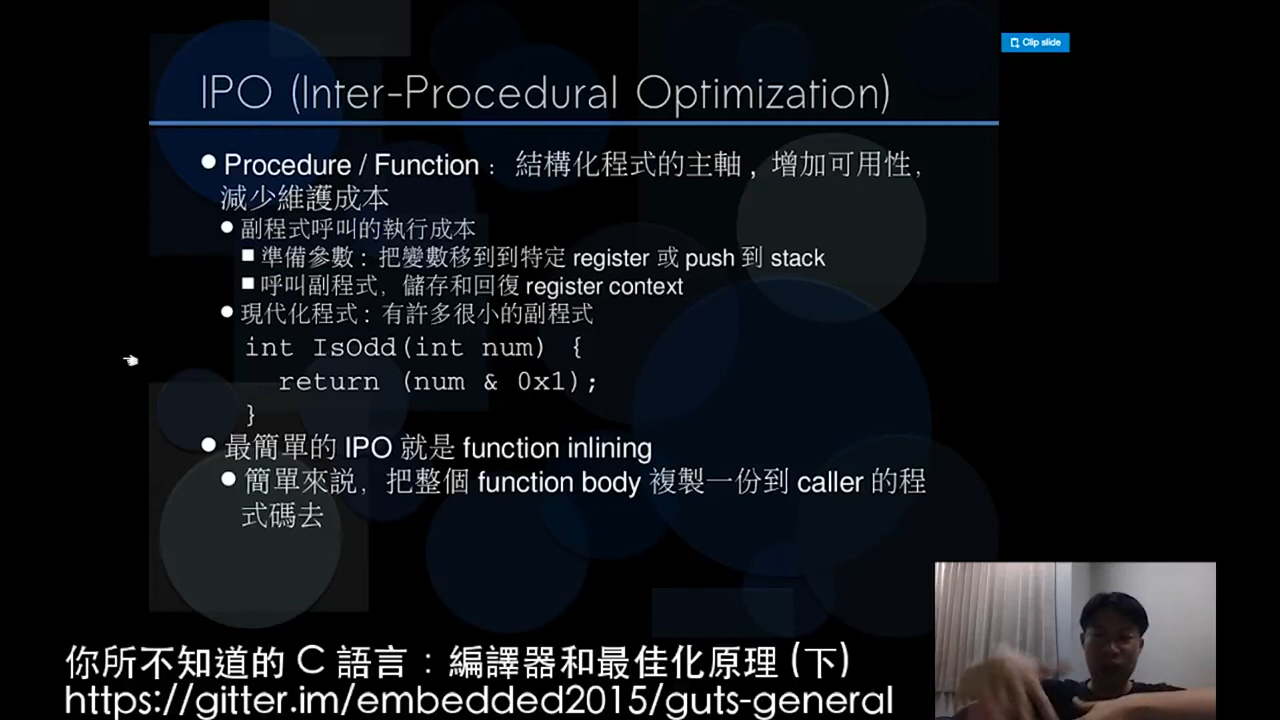 Clip slide
IPO (Inter-Procedural Optimization)
Procedure / Function： 結構化程式的主軸 , 增加可用性,
減少維護成本
副程式呼叫的執行成本
準備參數：把變數移到到特定 register 或 push 到 stack
呼叫副程式, 儲存和回復 register context
現代化程式：有許多很小的副程式
int IsOdd(int num) {
return (num & 0x1);
}
最簡單的 IPO 就是 function inlining
簡單來説, 把整個 function body 複製一份到 caller 的程
式碼去
你所不知道的 C 語言：編譯器和最佳化原理 (下)
https://gitter.im/embedded2015/guts-general